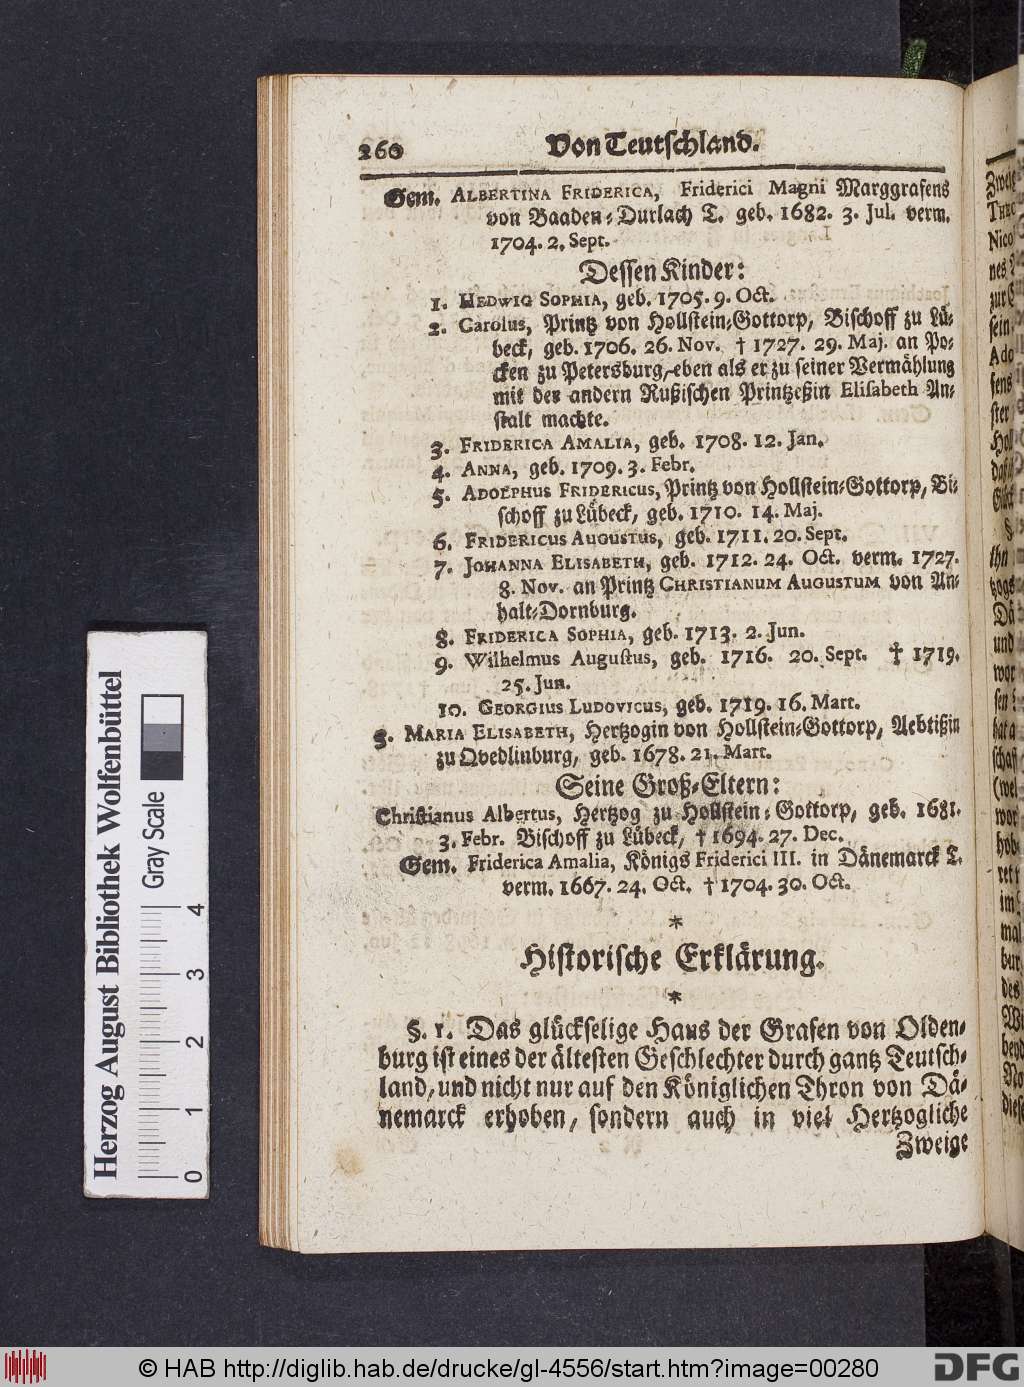 260 Von Teutschland.
Gem. ALBERTINA FRIDERICA, Friderici Magni Marggrafens
von Baaden-Durlach T. geb. 1682. 3. Jul. verm.
1704. 2. Sept.
Dessen Kinder:
1. HEDWIG SOPHIA, geb. 1705. 9. Oct.
2. Carolus, Printz von Hollstein-Gottorp, Bischoff zu Lü-
beck, geb. 1706. 26. Nov. † 1727. 29. Maj. an Po-
cken zu Petersburg, eben als er zu seiner Vermählung
mit der andern Rußischen Printzeßin Elisabeth An-
stalt machte.
3. FRIDERICA AMALIA, geb. 1708. 12. Jan.
4. ANNA, geb. 1709. 3. Febr.
5. ADOLPHUS FRIDERICUS, Printz von Hollstein-Gottorp, Bi-
schoff zu Lübeck, geb. 1710. 14. Maj.
6. FRIDERICUS AUGUSTUS, geb. 1711. 20. Sept.
7. JOHANNA ELISABETH, geb. 1712. 24. Oct. verm. 1727.
8. Nov. an Printz CHRISTIANUM AUGUSTUM von An-
halt-Dornburg.
8. FRIDERICA SOPHIA, geb. 1713. 2. Jun.
9. Wilhelmus Augustus, geb. 1716. 20. Sept. † 1719.
25. Jun.
10. GEORGIUS LUDOVICUS, geb. 1719. 16. Mart.
3. MARIA ELISABETH, Hertzogin von Hollstein-Gottorp, Aebtißin
zu Qvedlinburg, geb. 1678. 21. Mart.
Seine Groß-Eltern:
Christianus Albertus, Hertzog zu Hollstein-Gottorp, geb. 1681.
3. Febr. Bischoff zu Lübeck, † 1694. 27. Dec.
Gem. Friderica Amalia, Königs Friderici III. in Dänemarck T.
verm. 1667. 24. Oct. † 1704. 30. Oct.
*
Historische Erklärung.
*
§. 1. Das glückselige Haus der Grafen von Olden-
burg ist eines der ältesten Geschlechter durch gantz Teutsch-
land, und nicht nur auf den Königlichen Thron von Dä-
nemarck erhoben, sondern auch in viel Hertzogliche
Zweige
Herzog August Bibliothek Wolfenbüttel
Gray Scale
0 1 2 3 4
© HAB http://diglib.hab.de/drucke/gl-4556/start.htm?image=00280
DFG